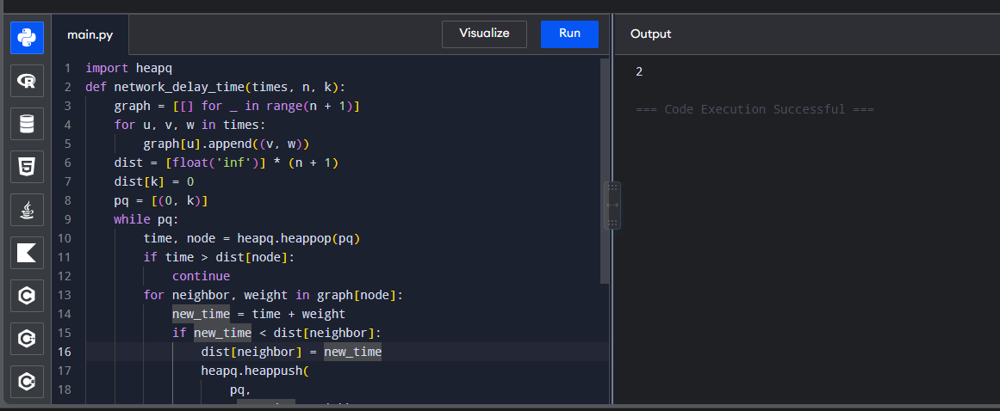 main.py
Visualize
Run
Output
1 import heapq
2 def network_delay_time(times, n, k):
3 graph = [[] for _ in range(n + 1)]
4 for u, v, w in times:
5 graph[u].append((v, w))
6 dist = [float('inf')] * (n + 1)
7 dist[k] = 0
8 pq = [(0, k)]
9 while pq:
10 time, node = heapq.heappop(pq)
11 if time > dist[node]:
12 continue
13 for neighbor, weight in graph[node]:
14 new_time = time + weight
15 if new_time < dist[neighbor]:
16 dist[neighbor] = new_time
17 heapq.heappush(
18 pq,
2
=== Code Execution Successful ===